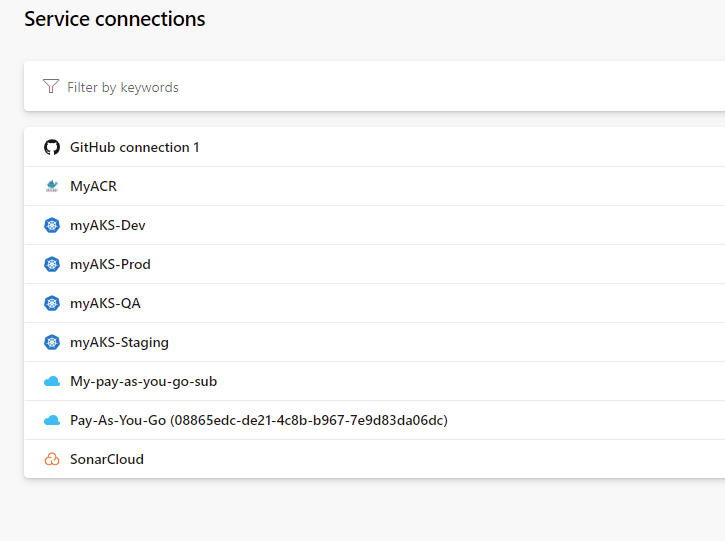 Service connections
Filter by keywords
GitHub connection 1
MyACR
myAKS-Dev
myAKS-Prod
myAKS-QA
myAKS-Staging
My-pay-as-you-go-sub
Pay-As-You-Go (08865edc-de21-4c8b-b967-7e9d83da06dc)
SonarCloud